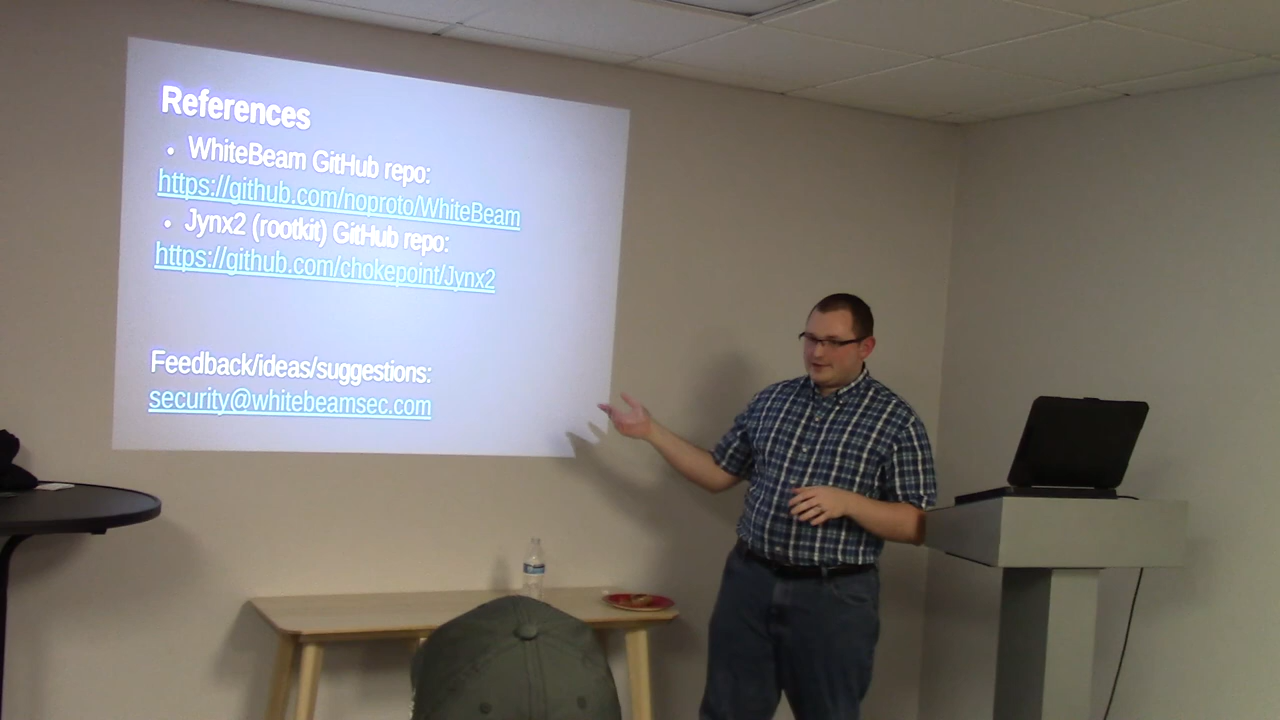 References
• WhiteBeam GitHub repo:
https://github.com/noproto/WhiteBeam
• Jynx2 (rootkit) GitHub repo:
https://github.com/chokepoint/Jynx2
Feedback/ideas/suggestions:
security@whitebeamsec.com